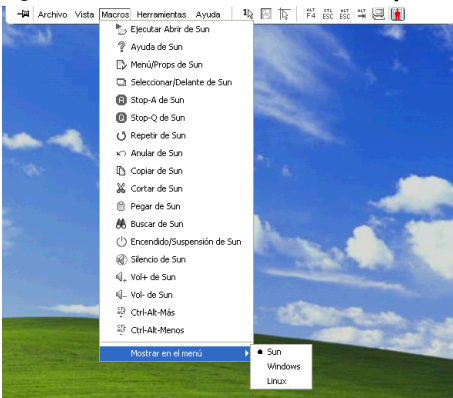 Archivo Vista Macros Herramientas Ayuda
ALT F4 CTL ESC ALT ESC ALT
Ejecutar Abrir de Sun
Ayuda de Sun
Menú/Props de Sun
Seleccionar/Delante de Sun
Stop-A de Sun
Stop-Q de Sun
Repetir de Sun
Anular de Sun
Copiar de Sun
Cortar de Sun
Pegar de Sun
Buscar de Sun
Encendido/Suspensión de Sun
Silencio de Sun
Vol+ de Sun
Vol- de Sun
Ctrl-Alt-Más
Ctrl-Alt-Menos
Mostrar en el menú
Sun
Windows
Linux